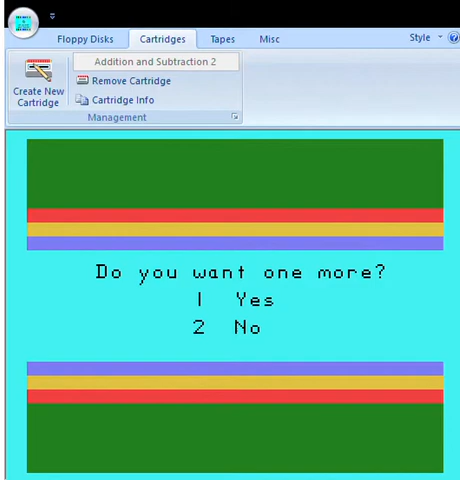 Floppy Disks Cartridges Tapes Misc Style
Create New Cartridge
Addition and Subtraction 2
Remove Cartridge
Cartridge Info
Management
Do you want one more?
1 Yes
2 No